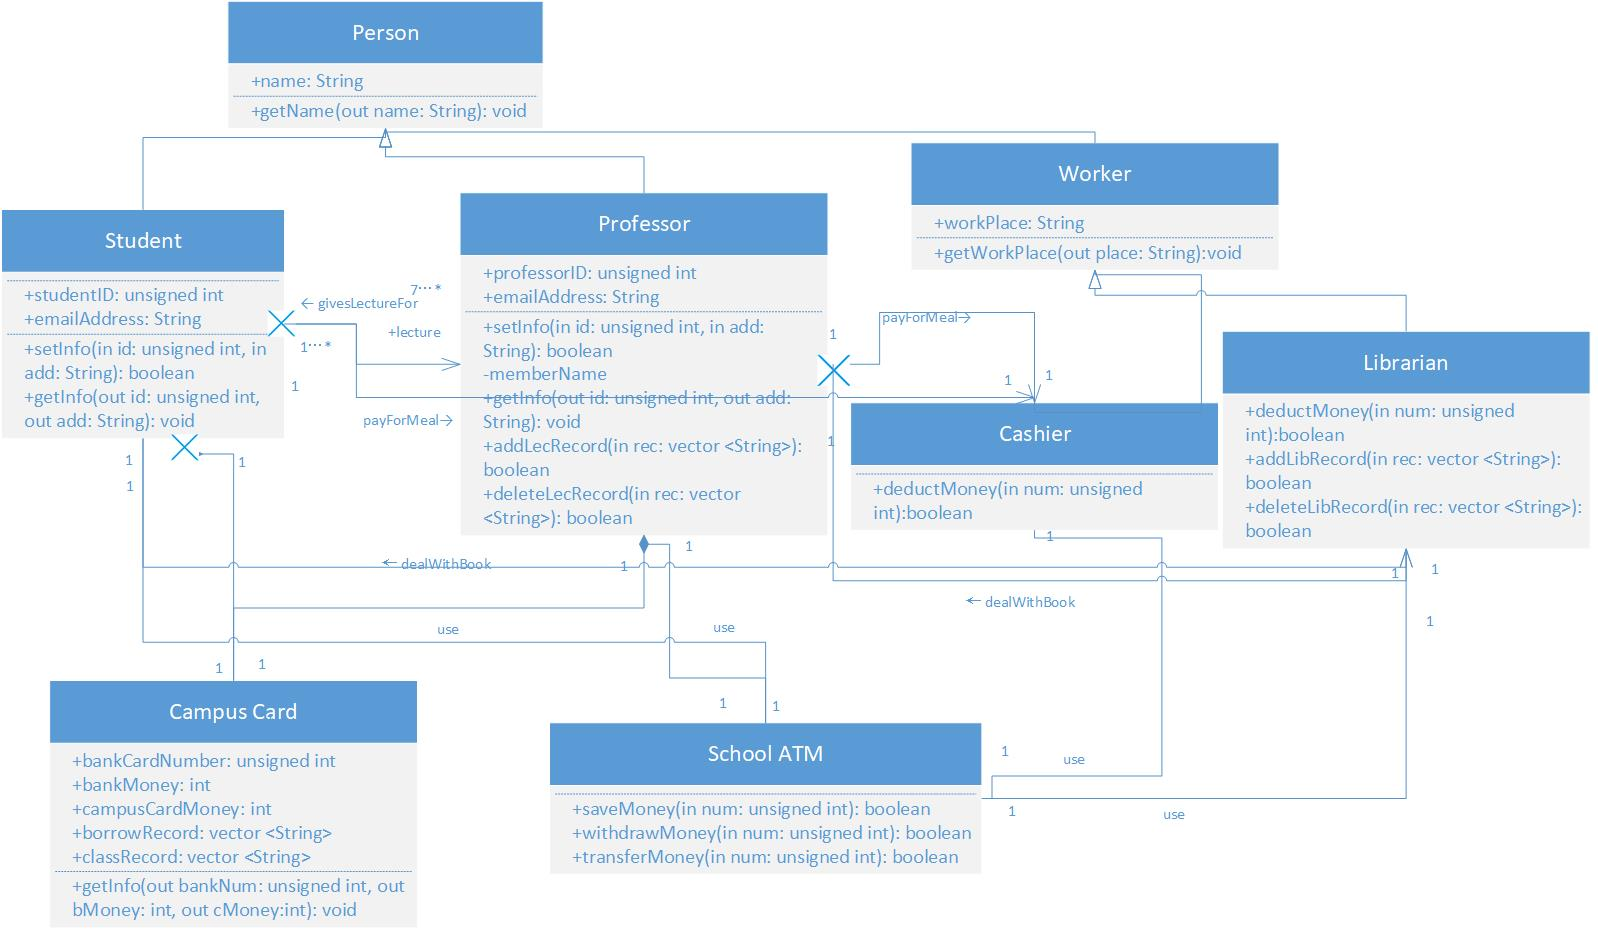 Person
+name: String
+getName(out name: String): void
Worker
+workPlace: String
+getWorkPlace(out place: String):void
Student
+studentID: unsigned int
+emailAddress: String
+setInfo(in id: unsigned int, in
add: String): boolean
+getInfo(out id: unsigned int,
out add: String): void
← givesLectureFor
7…*
+lecture
1…*
1
payForMeal→
Professor
+professorID: unsigned int
+emailAddress: String
+setInfo(in id: unsigned int, in add:
String): boolean
-memberName
+getInfo(out id: unsigned int, out add:
String): void
+addLecRecord(in rec: vector <String>):
boolean
+deleteLecRecord(in rec: vector
<String>): boolean
payForMeal→
1
1
1
1
Cashier
+deductMoney(in num: unsigned
int):boolean
Librarian
+deductMoney(in num: unsigned
int):boolean
+addLibRecord(in rec: vector <String>):
boolean
+deleteLibRecord(in rec: vector <String>):
boolean
1
1
1
1
1
1
← dealWithBook
1
1
← dealWithBook
1
use
use
1
1
1
1
Campus Card
+bankCardNumber: unsigned int
+bankMoney: int
+campusCardMoney: int
+borrowRecord: vector <String>
+classRecord: vector <String>
+getInfo(out bankNum: unsigned int, out
bMoney: int, out cMoney:int): void
School ATM
+saveMoney(in num: unsigned int): boolean
+withdrawMoney(in num: unsigned int): boolean
+transferMoney(in num: unsigned int): boolean
1
use
1
use